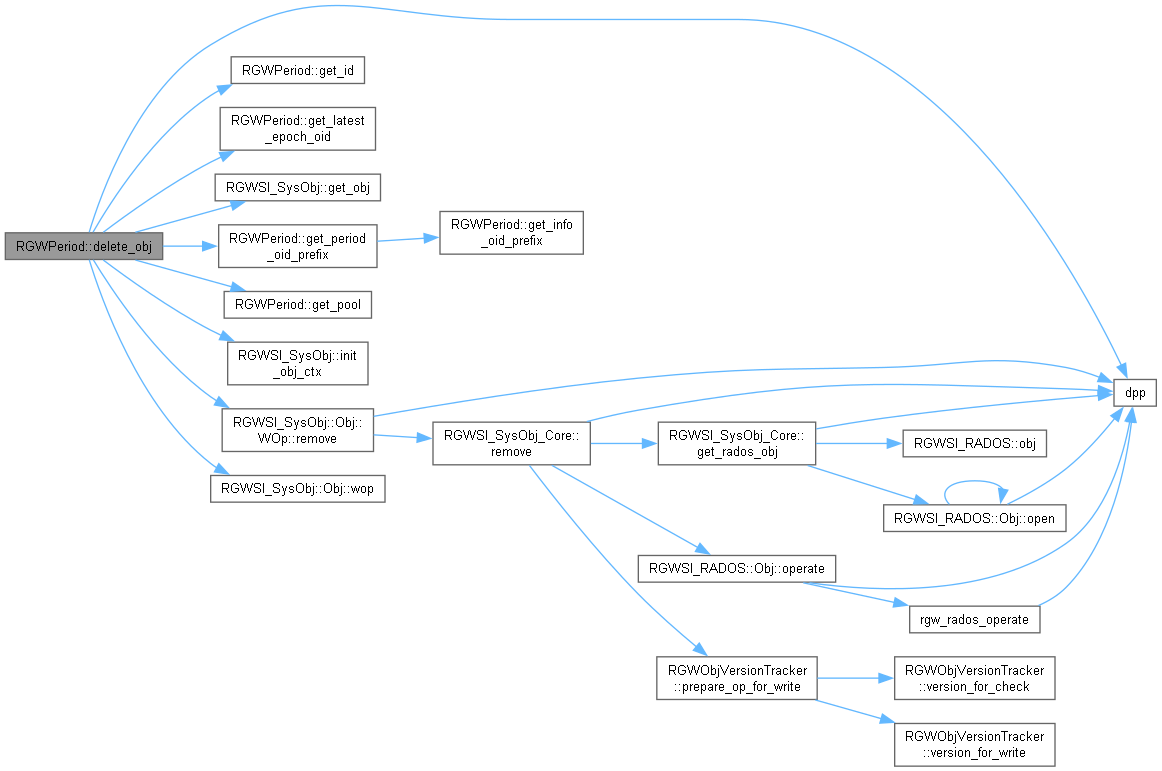 RGWPeriod::delete_obj
RGWPeriod::get_id
RGWPeriod::get_latest
_epoch_oid
RGWSI_SysObj::get_obj
RGWPeriod::get_period
_oid_prefix
RGWPeriod::get_info
_oid_prefix
RGWPeriod::get_pool
RGWSI_SysObj::init
_obj_ctx
RGWSI_SysObj::Obj::
WOp::remove
RGWSI_SysObj::Obj::wop
RGWSI_SysObj_Core::
remove
RGWSI_SysObj_Core::
get_rados_obj
RGWSI_RADOS::obj
RGWSI_RADOS::Obj::open
RGWSI_RADOS::Obj::operate
rgw_rados_operate
RGWObjVersionTracker
::prepare_op_for_write
RGWObjVersionTracker
::version_for_check
RGWObjVersionTracker
::version_for_write
dpp